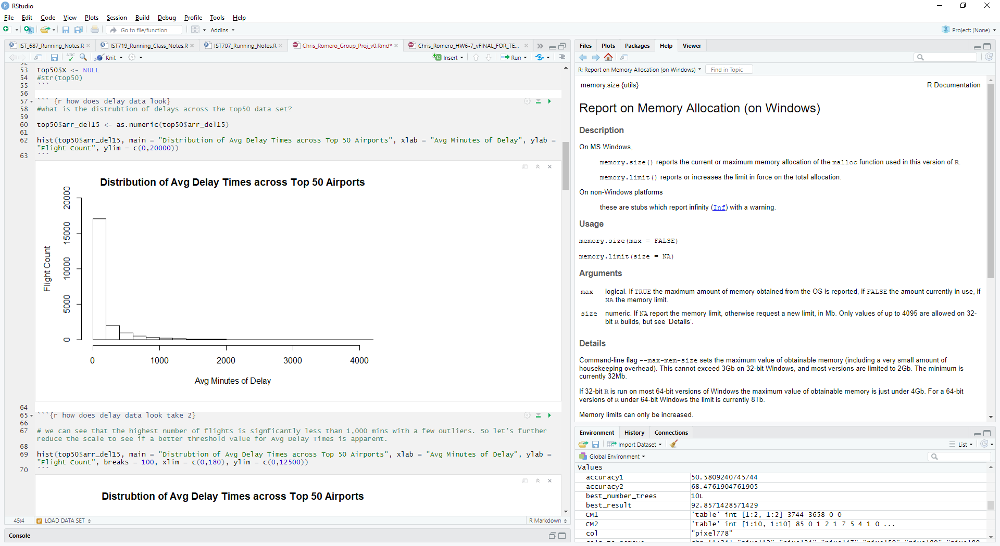 RStudio
File Edit Code View Plots Session Build Debug Profile Tools Help
Go to file/function Addins Project: (None)
IST_687_Running_Notes.R IST719_Running_Class_Notes.R IST707_Running_Notes.R Chris_Romero_Group_Proj_v0.Rmd* Chris_Romero_HW6-7_vFINAL_FOR_TE...
ABC Knit Insert Run
53 top50$X <- NULL
54 #str(top50)
55 ```
56
57 ``` {r how does delay data look}
58 #what is the distrubtion of delays across the top50 data set?
59
60 top50$arr_del15 <- as.numeric(top50$arr_del15)
61
62 hist(top50$arr_del15, main = "Distribution of Avg Delay Times across Top 50 Airports", xlab = "Avg Minutes of Delay", ylab =
"Flight Count", ylim = c(0,20000))
63 ```
Distribution of Avg Delay Times across Top 50 Airports
Flight Count
20000
15000
10000
5000
0
0 1000 2000 3000 4000
Avg Minutes of Delay
64
65 ```{r how does delay data look take 2}
66
67 # we can see that the highest number of flights is signficantly less than 1,000 mins with a few outliers. So let's further
reduce the scale to see if a better threshold value for Avg Delay Times is apparent.
68
69 hist(top50$arr_del15, main = "Distrubtion of Avg Delay Times across Top 50 Airports", xlab = "Avg Minutes of Delay", ylab =
"Flight Count", breaks = 100, xlim = c(0,180), ylim = c(0,12500))
70 ```
Distrubtion of Avg Delay Times across Top 50 Airports
45:4 # LOAD DATA SET R Markdown
Console
Files Plots Packages Help Viewer
R: Report on Memory Allocation (on Windows) Find in Topic
memory.size {utils} R Documentation
Report on Memory Allocation (on Windows)
Description
On MS Windows,
memory.size() reports the current or maximum memory allocation of the malloc function used in this version of R.
memory.limit() reports or increases the limit in force on the total allocation.
On non-Windows platforms
these are stubs which report infinity (Inf) with a warning.
Usage
memory.size(max = FALSE)
memory.limit(size = NA)
Arguments
max logical. If TRUE the maximum amount of memory obtained from the OS is reported, if FALSE the amount currently in use, if
NA the memory limit.
size numeric. If NA report the memory limit, otherwise request a new limit, in Mb. Only values of up to 4095 are allowed on 32-
bit R builds, but see ‘Details’.
Details
Command-line flag --max-mem-size sets the maximum value of obtainable memory (including a very small amount of
housekeeping overhead). This cannot exceed 3Gb on 32-bit Windows, and most versions are limited to 2Gb. The minimum is
currently 32Mb.
If 32-bit R is run on most 64-bit versions of Windows the maximum value of obtainable memory is just under 4Gb. For a 64-bit
versions of R under 64-bit Windows the limit is currently 8Tb.
Memory limits can only be increased.
Environment History Connections
Import Dataset List
Global Environment
Values
accuracy1 50.5809240745744
accuracy2 68.4761904761905
best_number_trees 10L
best_result 92.8571428571429
CM1 'table' int [1:2, 1:2] 3744 3658 0 0
CM2 'table' int [1:10, 1:10] 85 0 1 2 1 7 5 4 1 0 ...
col "pixel778"